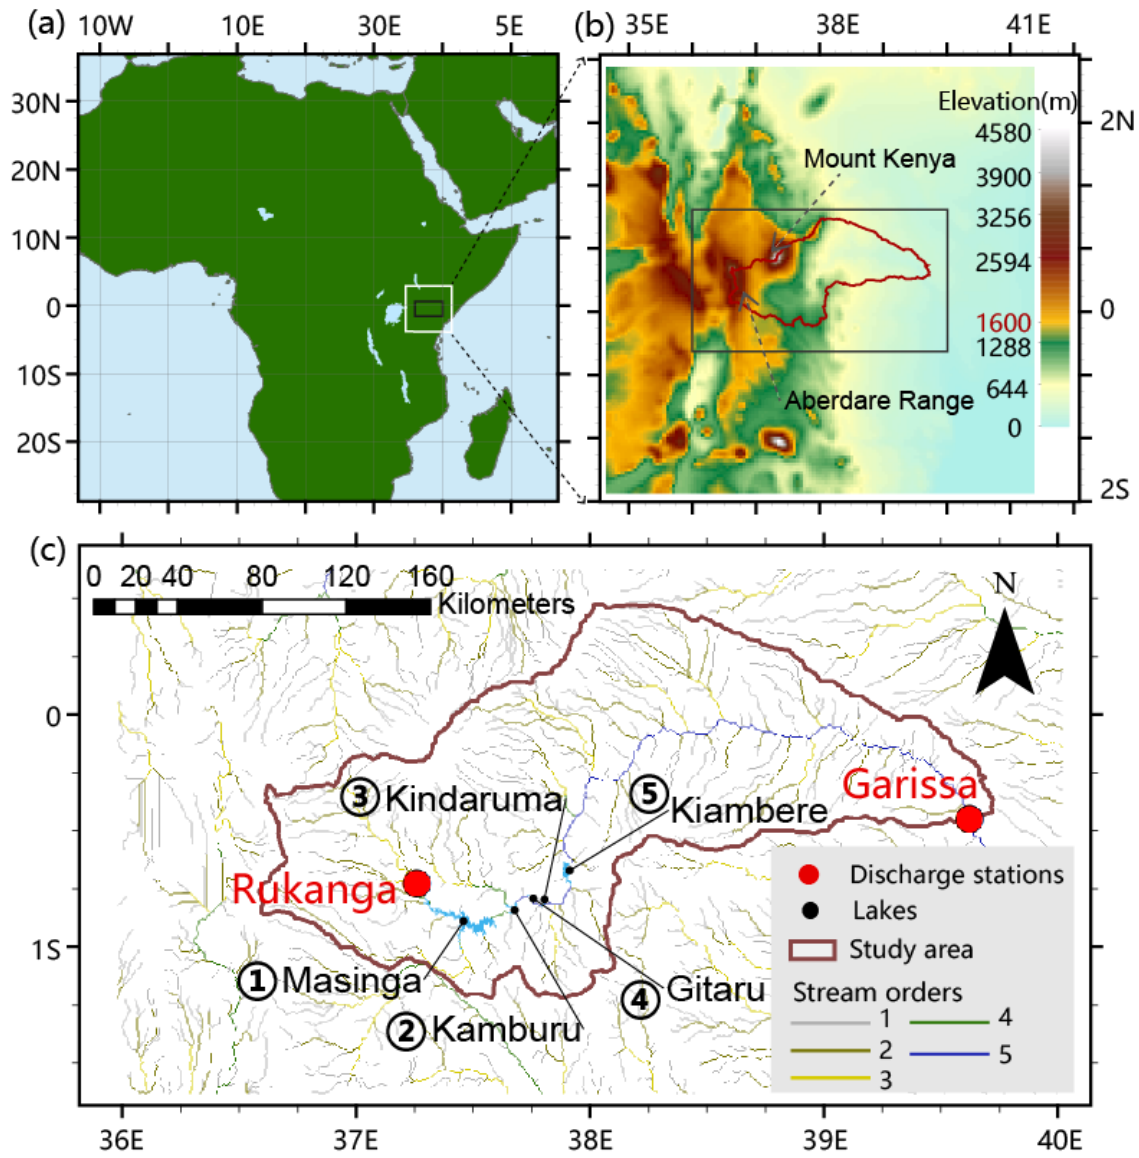 (a)
10W 10E 30E 5E
30N
20N
10N
0
10S
20S
(b)
35E 38E 41E
Elevation(m)
4580
3900
3256
2594
1600
1288
644
0
2N
0
2S
Mount Kenya
Aberdare Range
(c)
0 20 40 80 120 160
Kilometers
N
0
1S
3 Kindaruma
5 Kiambere
Garissa
Rukanga
1 Masinga
2 Kamburu
4 Gitaru
Discharge stations
Lakes
Study area
Stream orders
1 4
2 5
3
36E 37E 38E 39E 40E